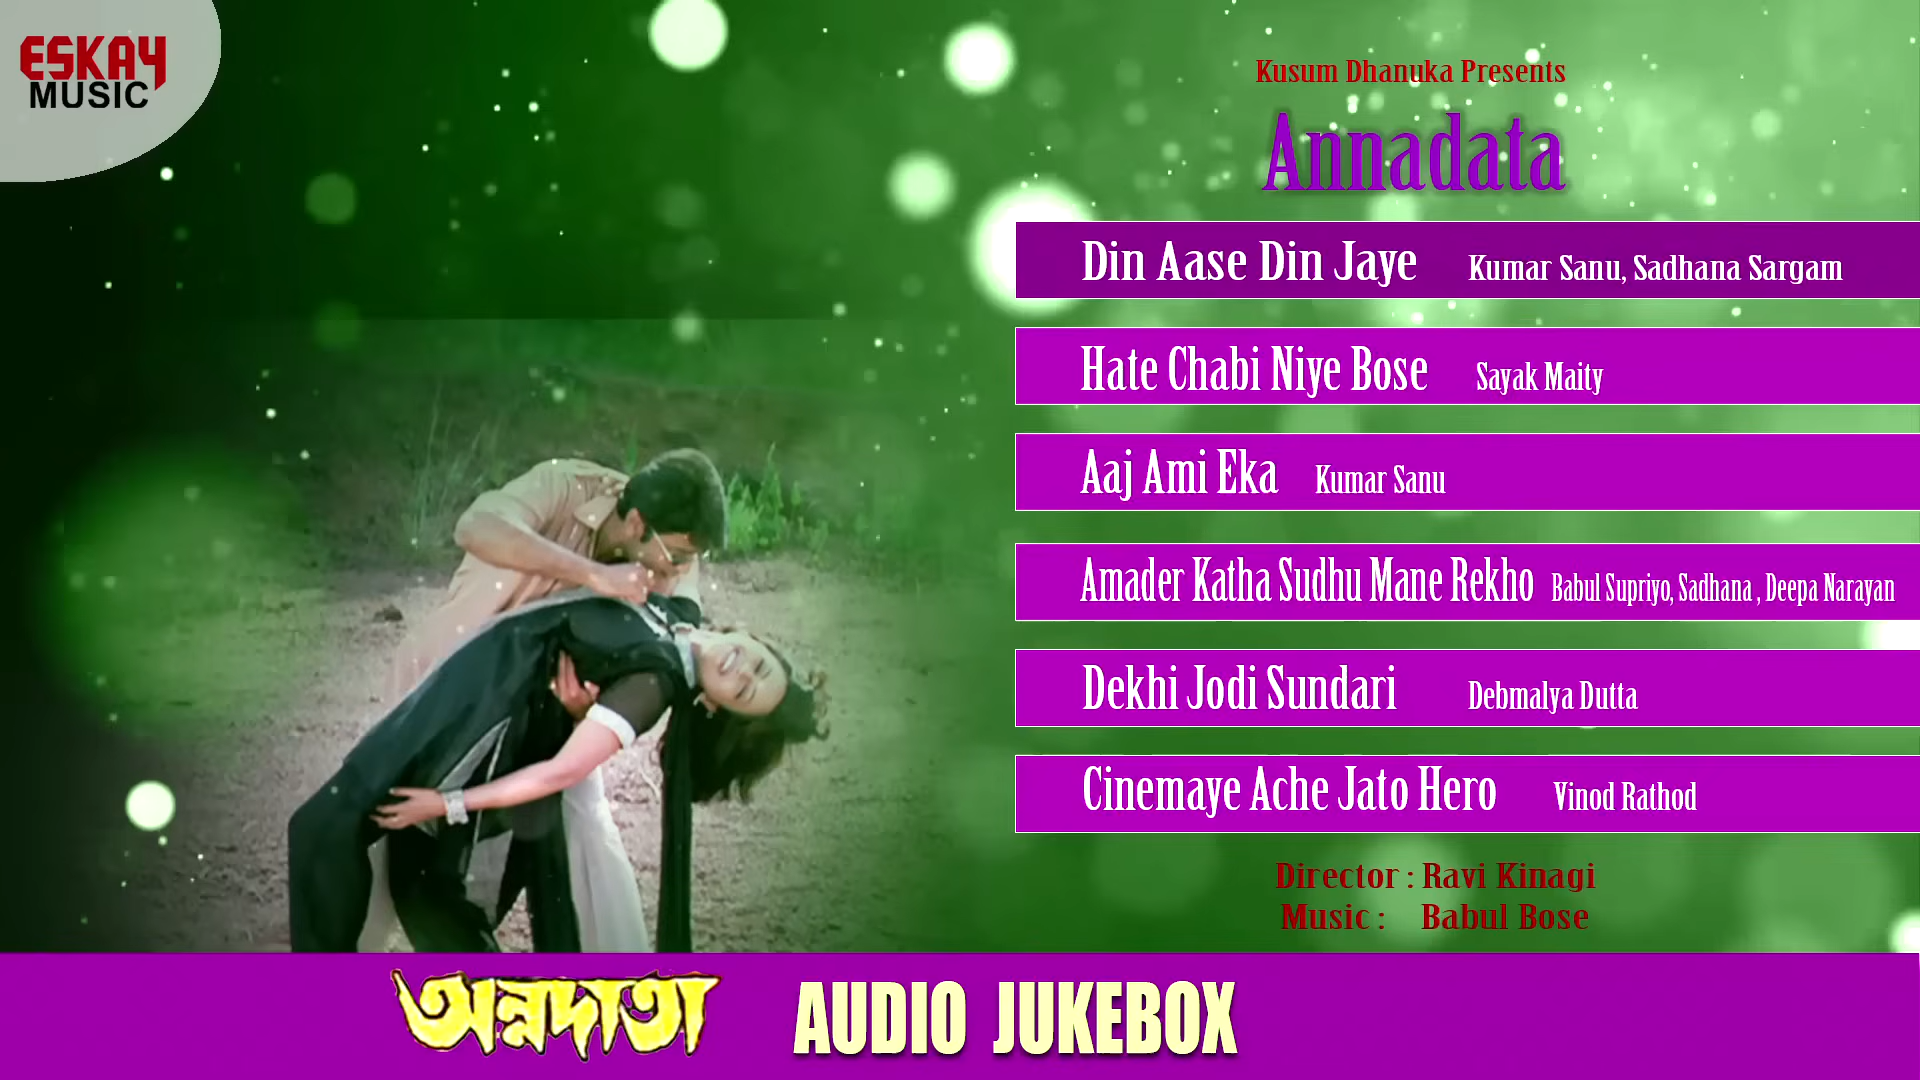 ESKAY
MUSIC
Kusum Dhanuka Presents
Annadata
Din Aase Din Jaye Kumar Sanu, Sadhana Sargam
Hate Chabi Niye Bose Sayak Maity
Aaj Ami Eka Kumar Sanu
Amader Katha Sudhu Mane Rekho Babul Supriyo, Sadhana , Deepa Narayan
Dekhi Jodi Sundari Debmalya Dutta
Cinemaye Ache Jato Hero Vinod Rathod
Director : Ravi Kinagi
Music : Babul Bose
অন্নদাতা AUDIO JUKEBOX